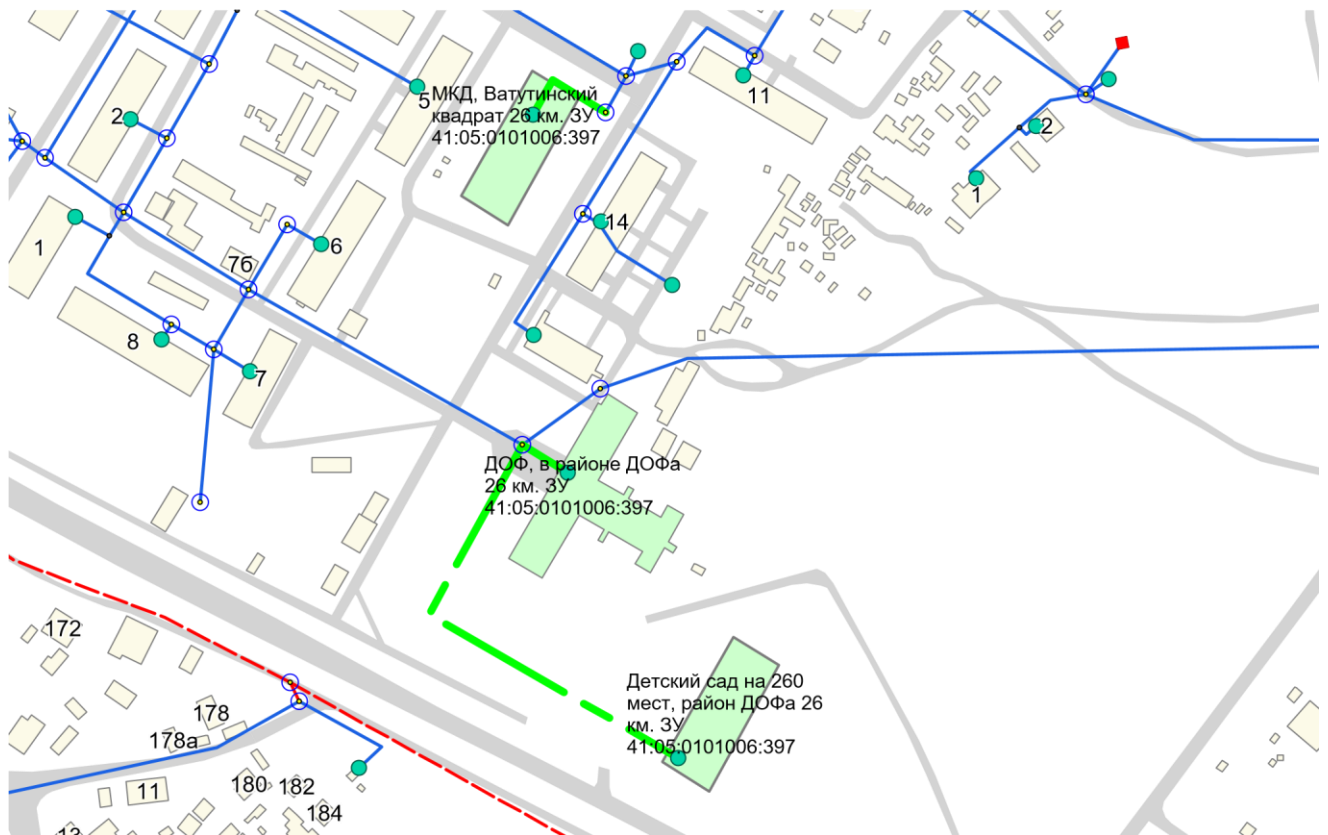 5
МКД, Ватутинский
квадрат 26 км. ЗУ
41:05:0101006:397
11
2
2
1
14
1
6
7б
8
7
ДОФ, в районе ДОФа
26 км. ЗУ
41:05:0101006:397
172
Детский сад на 260
мест, район ДОФа 26
км. ЗУ
41:05:0101006:397
178
178а
180
182
11
184
13